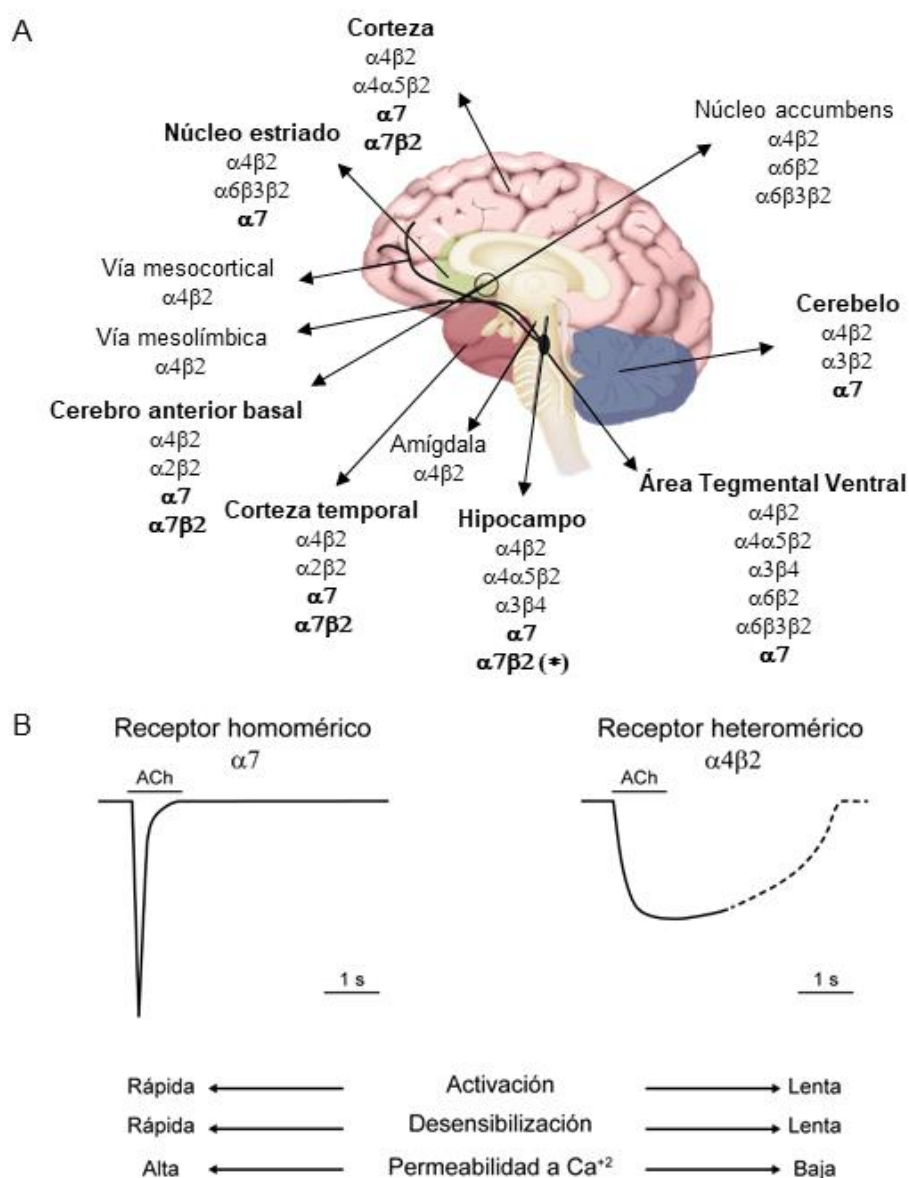 A
Corteza
α4β2
α4α5β2
α7
α7β2
Núcleo accumbens
α4β2
α6β2
α6β3β2
Núcleo estriado
α4β2
α6β3β2
α7
Vía mesocortical
α4β2
Vía mesolímbica
α4β2
Cerebelo
α4β2
α3β2
α7
Cerebro anterior basal
α4β2
α2β2
α7
α7β2
Amígdala
α4β2
Corteza temporal
α4β2
α2β2
α7
α7β2
Hipocampo
α4β2
α4α5β2
α3β4
α7
α7β2 (*)
Área Tegmental Ventral
α4β2
α4α5β2
α3β4
α6β2
α6β3β2
α7
B
Receptor homomérico
α7
ACh
1 s
Receptor heteromérico
α4β2
ACh
1 s
Rápida Activación Lenta
Rápida Desensibilización Lenta
Alta Permeabilidad a Ca⁺² Baja